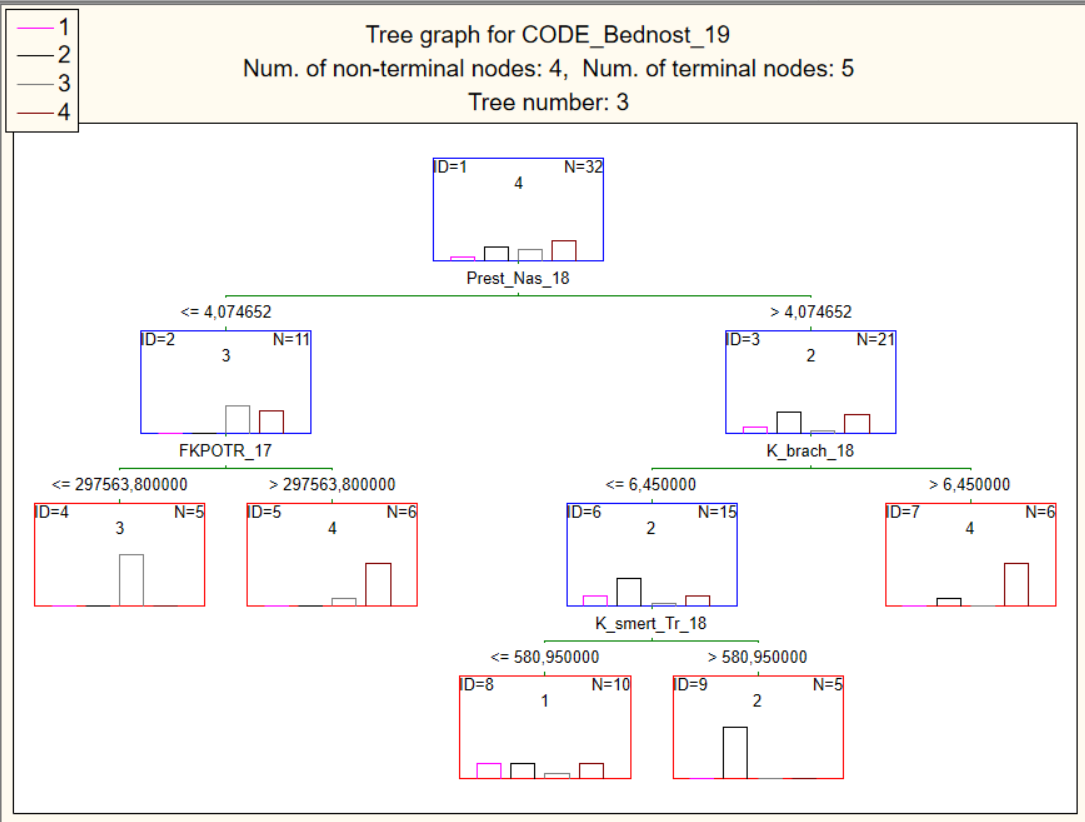 1
2
3
4
Tree graph for CODE_Bednost_19
Num. of non-terminal nodes: 4,  Num. of terminal nodes: 5
Tree number: 3
ID=1 N=32
4
Prest_Nas_18
<= 4,074652 > 4,074652
ID=2 N=11 ID=3 N=21
3 2
FKPOTR_17 K_brach_18
<= 297563,800000 > 297563,800000 <= 6,450000 > 6,450000
ID=4 N=5 ID=5 N=6 ID=6 N=15 ID=7 N=6
3 4 2 4
K_smert_Tr_18
<= 580,950000 > 580,950000
ID=8 N=10 ID=9 N=5
1 2